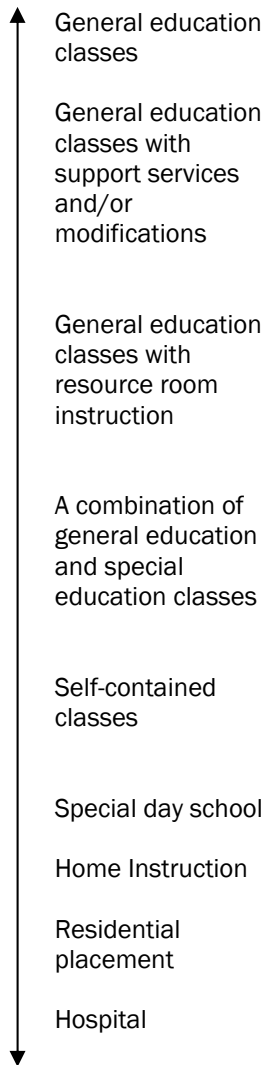 General education
classes
General education
classes with
support services
and/or
modifications
General education
classes with
resource room
instruction
A combination of
general education
and special
education classes
Self-contained
classes
Special day school
Home Instruction
Residential
placement
Hospital